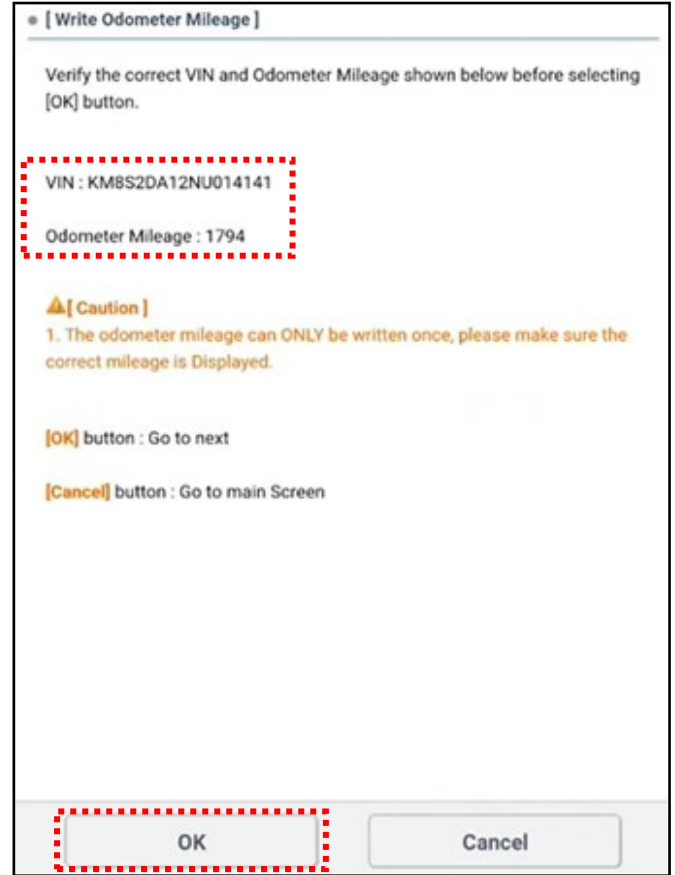 [ Write Odometer Mileage ]
Verify the correct VIN and Odometer Mileage shown below before selecting
[OK] button.
VIN : KM8S2DA12NU014141
Odometer Mileage : 1794
[ Caution ]
1. The odometer mileage can ONLY be written once, please make sure the
correct mileage is Displayed.
[OK] button : Go to next
[Cancel] button : Go to main Screen
OK
Cancel